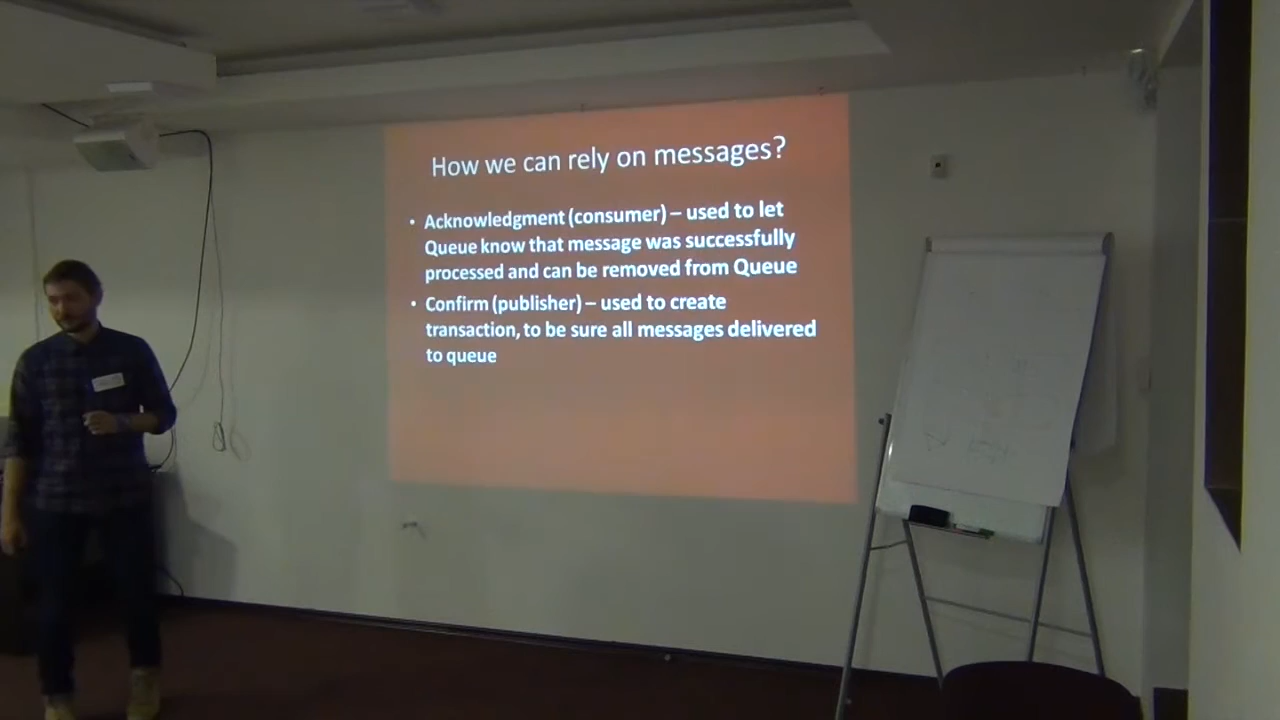 How we can rely on messages?
• Acknowledgment (consumer) – used to let
Queue know that message was successfully
processed and can be removed from Queue
• Confirm (publisher) – used to create
transaction, to be sure all messages delivered
to queue